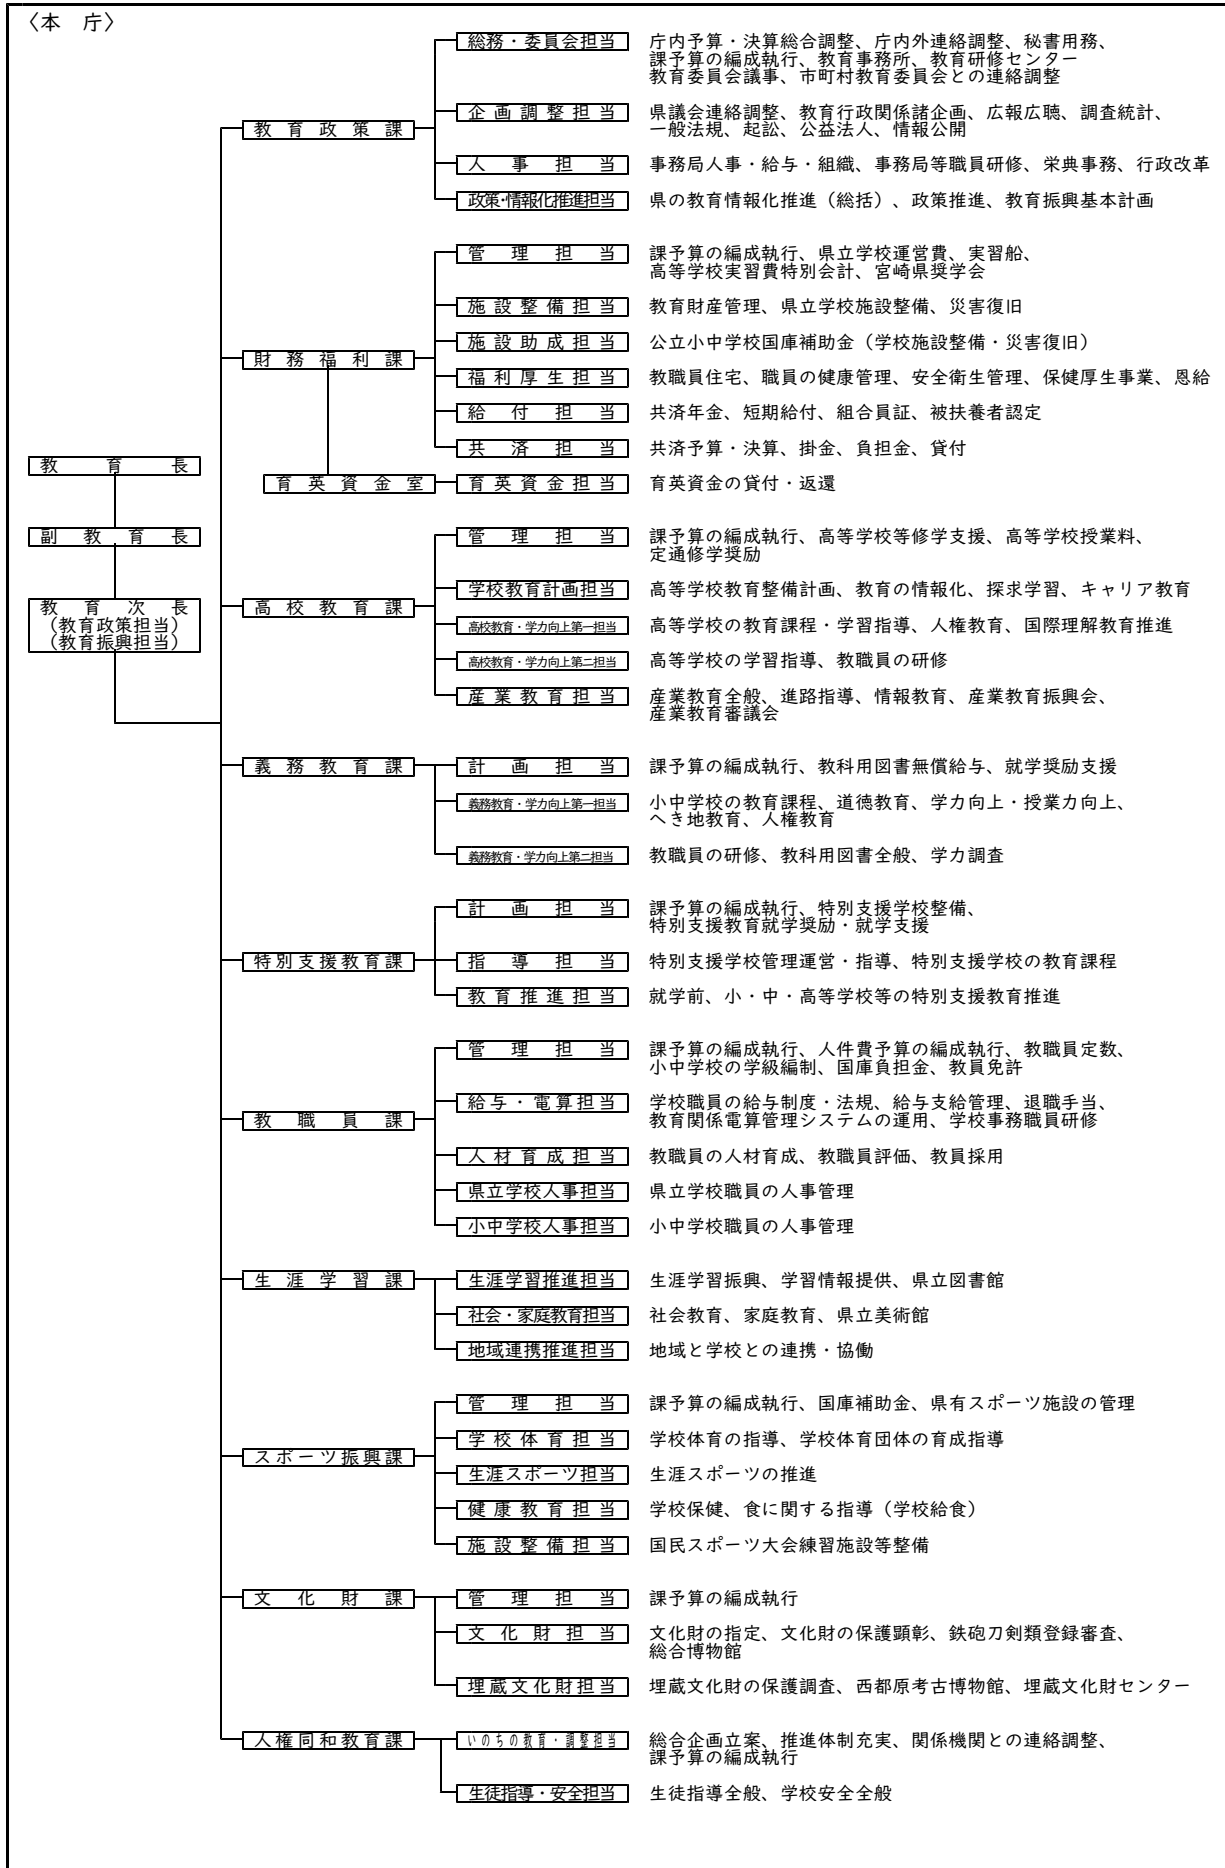 〈本 庁〉
総務・委員会担当 庁内予算・決算総合調整、庁内外連絡調整、秘書用務、
課予算の編成執行、教育事務所、教育研修センター
教育委員会議事、市町村教育委員会との連絡調整
企画調整担当 県議会連絡調整、教育行政関係諸企画、広報広聴、調査統計、
教育政策課 一般法規、起訟、公益法人、情報公開
人事担当 事務局人事・給与・組織、事務局等職員研修、栄典事務、行政改革
政策・情報化推進担当 県の教育情報化推進（総括）、政策推進、教育振興基本計画
管理担当 課予算の編成執行、県立学校運営費、実習船、
高等学校実習費特別会計、宮崎県奨学会
施設整備担当 教育財産管理、県立学校施設整備、災害復旧
施設助成担当 公立小中学校国庫補助金（学校施設整備・災害復旧）
財務福利課
福利厚生担当 教職員住宅、職員の健康管理、安全衛生管理、保健厚生事業、恩給
給付担当 共済年金、短期給付、組合員証、被扶養者認定
共済担当 共済予算・決算、掛金、負担金、貸付
教育長
育英資金室 育英資金担当 育英資金の貸付・返還
副教育長
管理担当 課予算の編成執行、高等学校等修学支援、高等学校授業料、
定通修学奨励
学校教育計画担当 高等学校教育整備計画、教育の情報化、探求学習、キャリア教育
教育次長
（教育政策担当）
（教育振興担当）
高校教育課
高校教育・学力向上第一担当 高等学校の教育課程・学習指導、人権教育、国際理解教育推進
高校教育・学力向上第二担当 高等学校の学習指導、教職員の研修
産業教育担当 産業教育全般、進路指導、情報教育、産業教育振興会、
産業教育審議会
義務教育課 計画担当 課予算の編成執行、教科用図書無償給与、就学奨励支援
義務教育・学力向上第一担当 小中学校の教育課程、道徳教育、学力向上・授業力向上、
へき地教育、人権教育
義務教育・学力向上第二担当 教職員の研修、教科用図書全般、学力調査
計画担当 課予算の編成執行、特別支援学校整備、
特別支援教育就学奨励・就学支援
特別支援教育課 指導担当 特別支援学校管理運営・指導、特別支援学校の教育課程
教育推進担当 就学前、小・中・高等学校等の特別支援教育推進
管理担当 課予算の編成執行、人件費予算の編成執行、教職員定数、
小中学校の学級編制、国庫負担金、教員免許
給与・電算担当 学校職員の給与制度・法規、給与支給管理、退職手当、
教職員課 教育関係電算管理システムの運用、学校事務職員研修
人材育成担当 教職員の人材育成、教職員評価、教員採用
県立学校人事担当 県立学校職員の人事管理
小中学校人事担当 小中学校職員の人事管理
生涯学習課 生涯学習推進担当 生涯学習振興、学習情報提供、県立図書館
社会・家庭教育担当 社会教育、家庭教育、県立美術館
地域連携推進担当 地域と学校との連携・協働
管理担当 課予算の編成執行、国庫補助金、県有スポーツ施設の管理
学校体育担当 学校体育の指導、学校体育団体の育成指導
スポーツ振興課
生涯スポーツ担当 生涯スポーツの推進
健康教育担当 学校保健、食に関する指導（学校給食）
施設整備担当 国民スポーツ大会練習施設等整備
文化財課 管理担当 課予算の編成執行
文化財担当 文化財の指定、文化財の保護顕彰、鉄砲刀剣類登録審査、
総合博物館
埋蔵文化財担当 埋蔵文化財の保護調査、西都原考古博物館、埋蔵文化財センター
人権同和教育課 いのちの教育・調整担当 総合企画立案、推進体制充実、関係機関との連絡調整、
課予算の編成執行
生徒指導・安全担当 生徒指導全般、学校安全全般